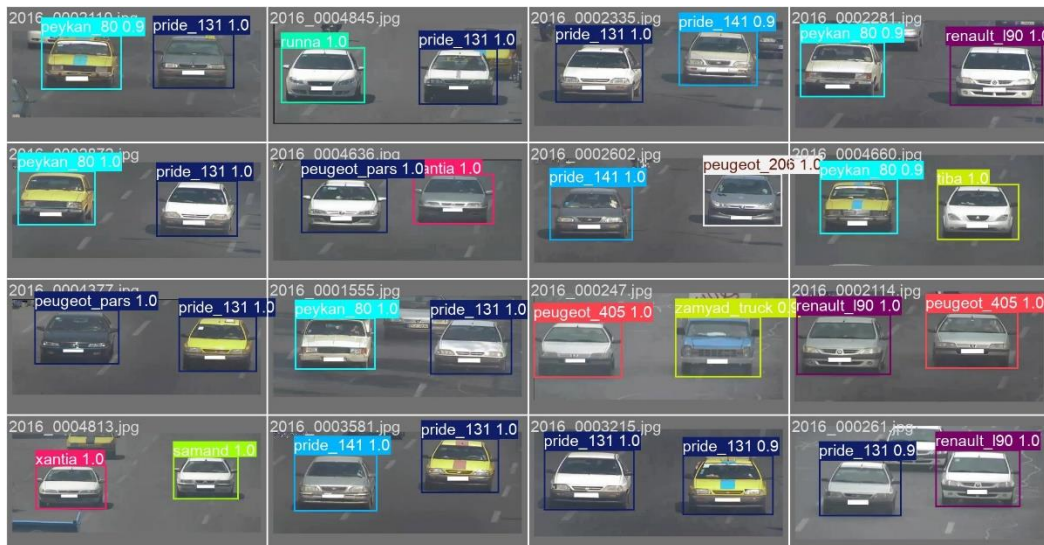 peykan_80 0.9
pride_131 1.0
2016_0004845.jpg
runna 1.0
pride_131 1.0
2016_0002335.jpg
pride_131 1.0
pride_141 0.9
2016_0002281.jpg
peykan_80 0.9
renault_l90 1.0
peykan_80 1.0
pride_131 1.0
2016_0004636.jpg
peugeot_pars 1.0
antia 1.0
2016_0002602.jpg
pride_141 1.0
peugeot_206 1.0
2016_0004660.jpg
peykan_80 0.9
tiba 1.0
2016_0004377.jpg
peugeot_pars 1.0
pride_131 1.0
2016_0001555.jpg
peykan_80 1.0
pride_131 1.0
2016_000247.jpg
peugeot_405 1.0
zamyad_truck 0.9
2016_0002114.jpg
renault_l90 1.0
peugeot_405 1.0
2016_0004813.jpg
xantia 1.0
samand 1.0
2016_0003581.jpg
pride_141 1.0
pride_131 1.0
2016_0003215.jpg
pride_131 1.0
pride_131 0.9
2016_000261.jpg
pride_131 0.9
renault_l90 1.0